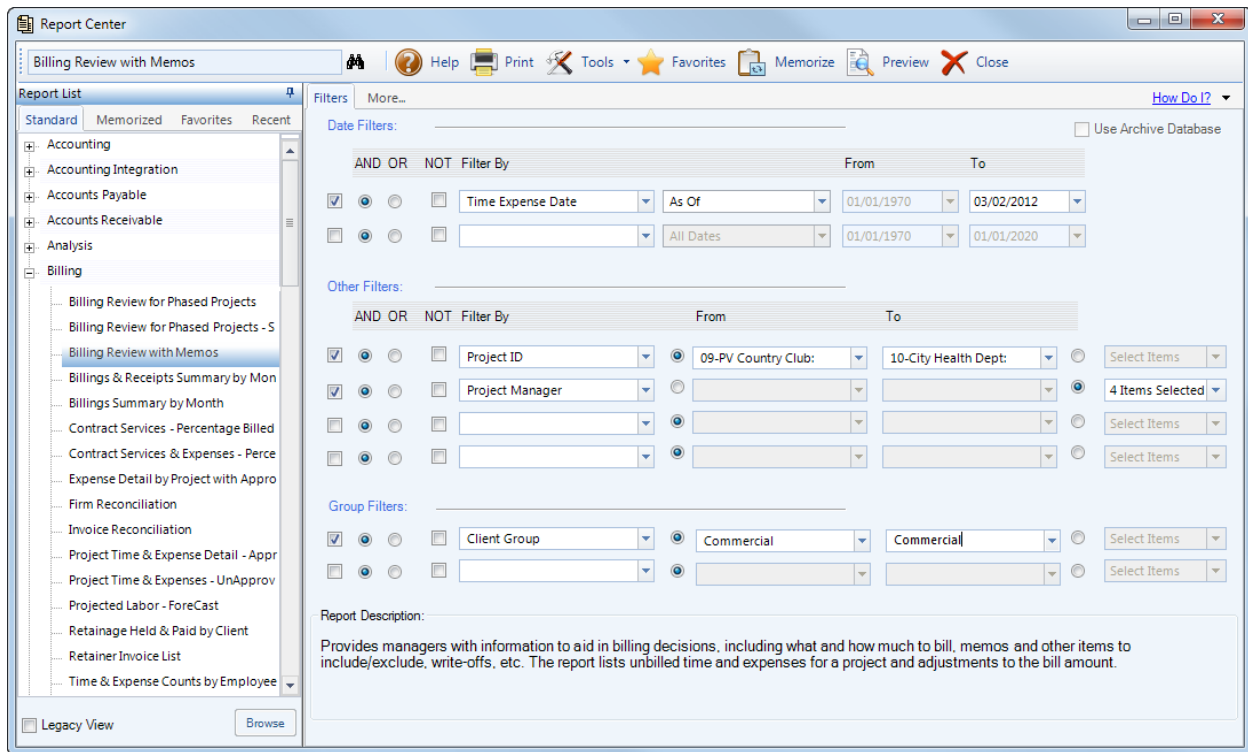 Report Center
Billing Review with Memos
Help Print Tools Favorites Memorize Preview Close
Report List
Standard Memorized Favorites Recent
Accounting
Accounting Integration
Accounts Payable
Accounts Receivable
Analysis
Billing
Billing Review for Phased Projects
Billing Review for Phased Projects - S
Billing Review with Memos
Billings & Receipts Summary by Mon
Billings Summary by Month
Contract Services - Percentage Billed
Contract Services & Expenses - Perce
Expense Detail by Project with Appro
Firm Reconciliation
Invoice Reconciliation
Project Time & Expense Detail - Appr
Project Time & Expenses - UnApprov
Projected Labor - ForeCast
Retainage Held & Paid by Client
Retainer Invoice List
Time & Expense Counts by Employee
Legacy View Browse
Filters More... How Do I?
Date Filters: Use Archive Database
AND OR NOT Filter By From To
Time Expense Date As Of 01/01/1970 03/02/2012
All Dates 01/01/1970 01/01/2020
Other Filters:
AND OR NOT Filter By From To
Project ID 09-PV Country Club: 10-City Health Dept: Select Items
Project Manager 4 Items Selected
Select Items
Select Items
Group Filters:
Client Group Commercial Commercial Select Items
Select Items
Report Description:
Provides managers with information to aid in billing decisions, including what and how much to bill, memos and other items to
include/exclude, write-offs, etc. The report lists unbilled time and expenses for a project and adjustments to the bill amount.